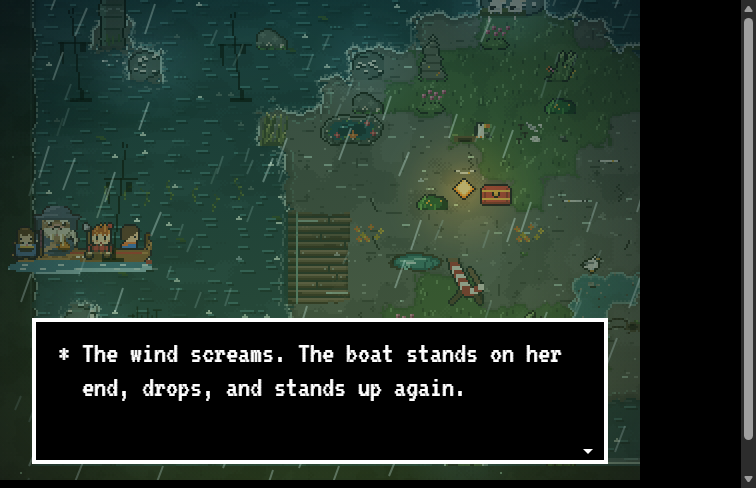 * The wind screams. The boat stands on her
end, drops, and stands up again.